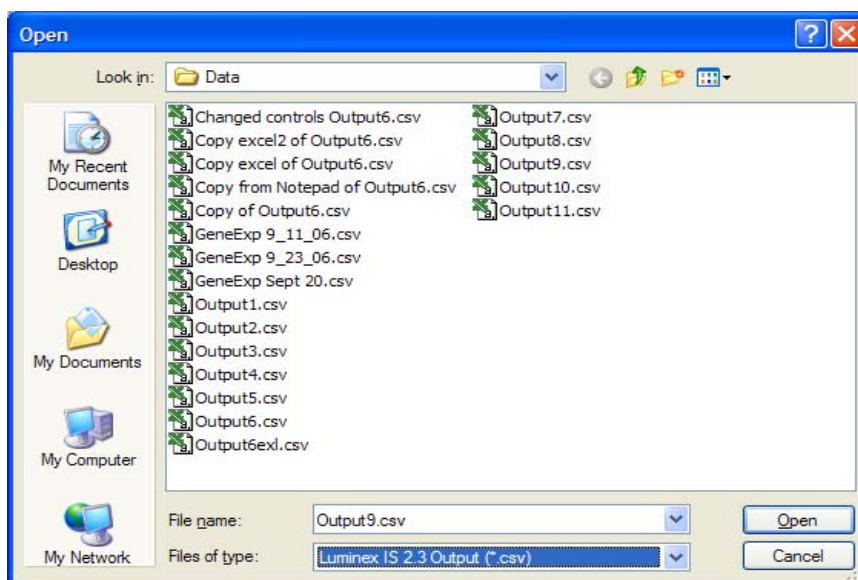 Open
Look in:
Data
My Recent
Documents
Desktop
My Documents
My Computer
My Network
Changed controls Output6.csv
Copy excel2 of Output6.csv
Copy excel of Output6.csv
Copy from Notepad of Output6.csv
Copy of Output6.csv
GeneExp 9_11_06.csv
GeneExp 9_23_06.csv
GeneExp Sept 20.csv
Output1.csv
Output2.csv
Output3.csv
Output4.csv
Output5.csv
Output6.csv
Output6exl.csv
Output7.csv
Output8.csv
Output9.csv
Output10.csv
Output11.csv
File name:
Output9.csv
Open
Files of type:
Luminex IS 2.3 Output (*.csv)
Cancel